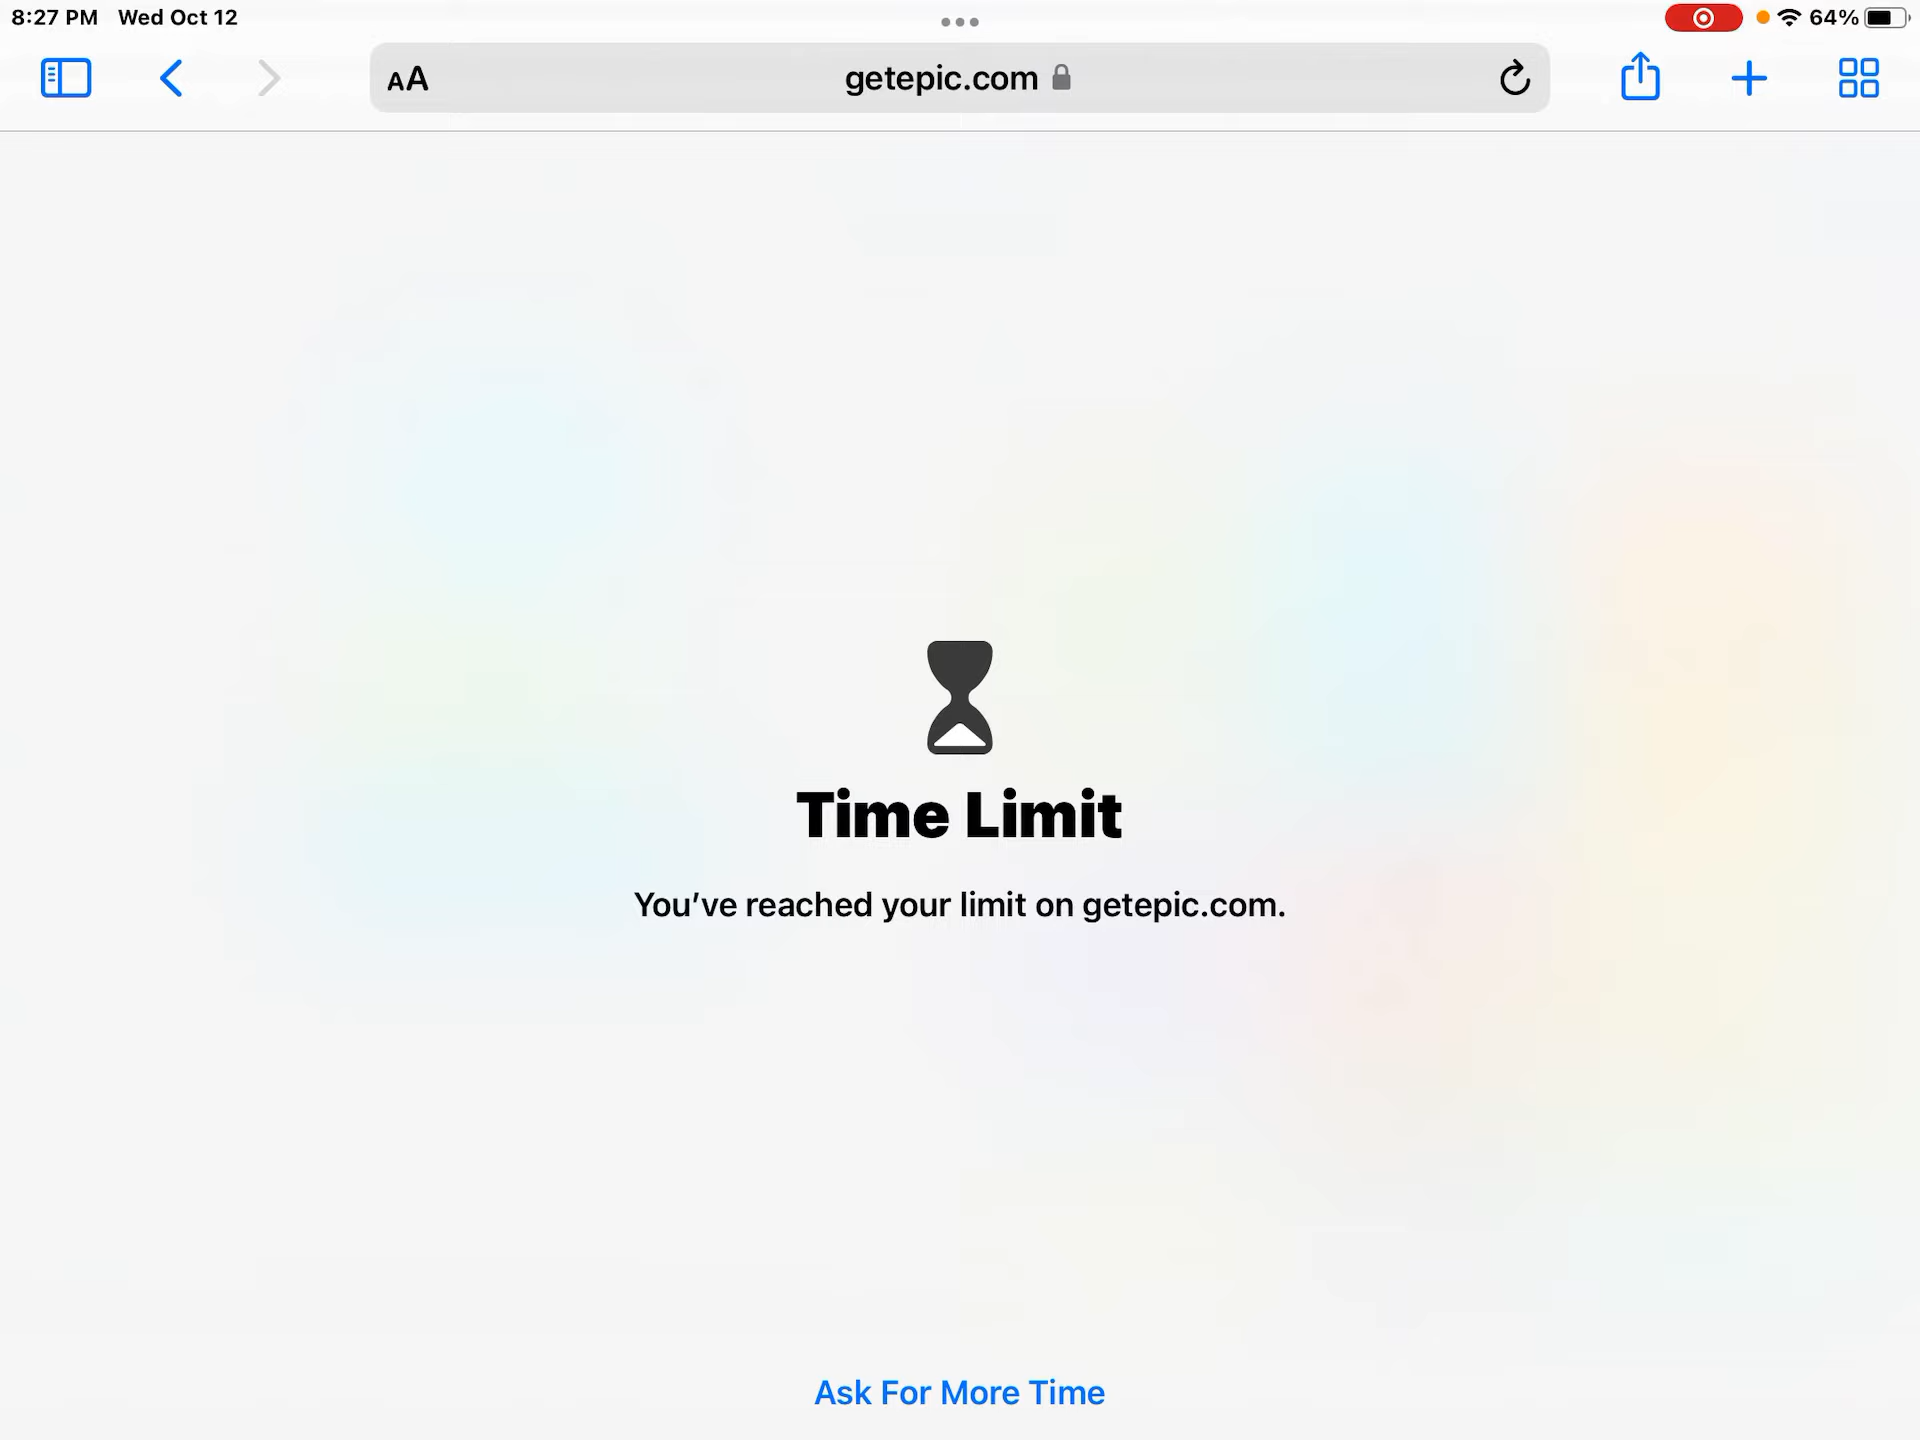 8:27 PM Wed Oct 12
64%
AA
getepic.com
Time Limit
You’ve reached your limit on getepic.com.
Ask For More Time